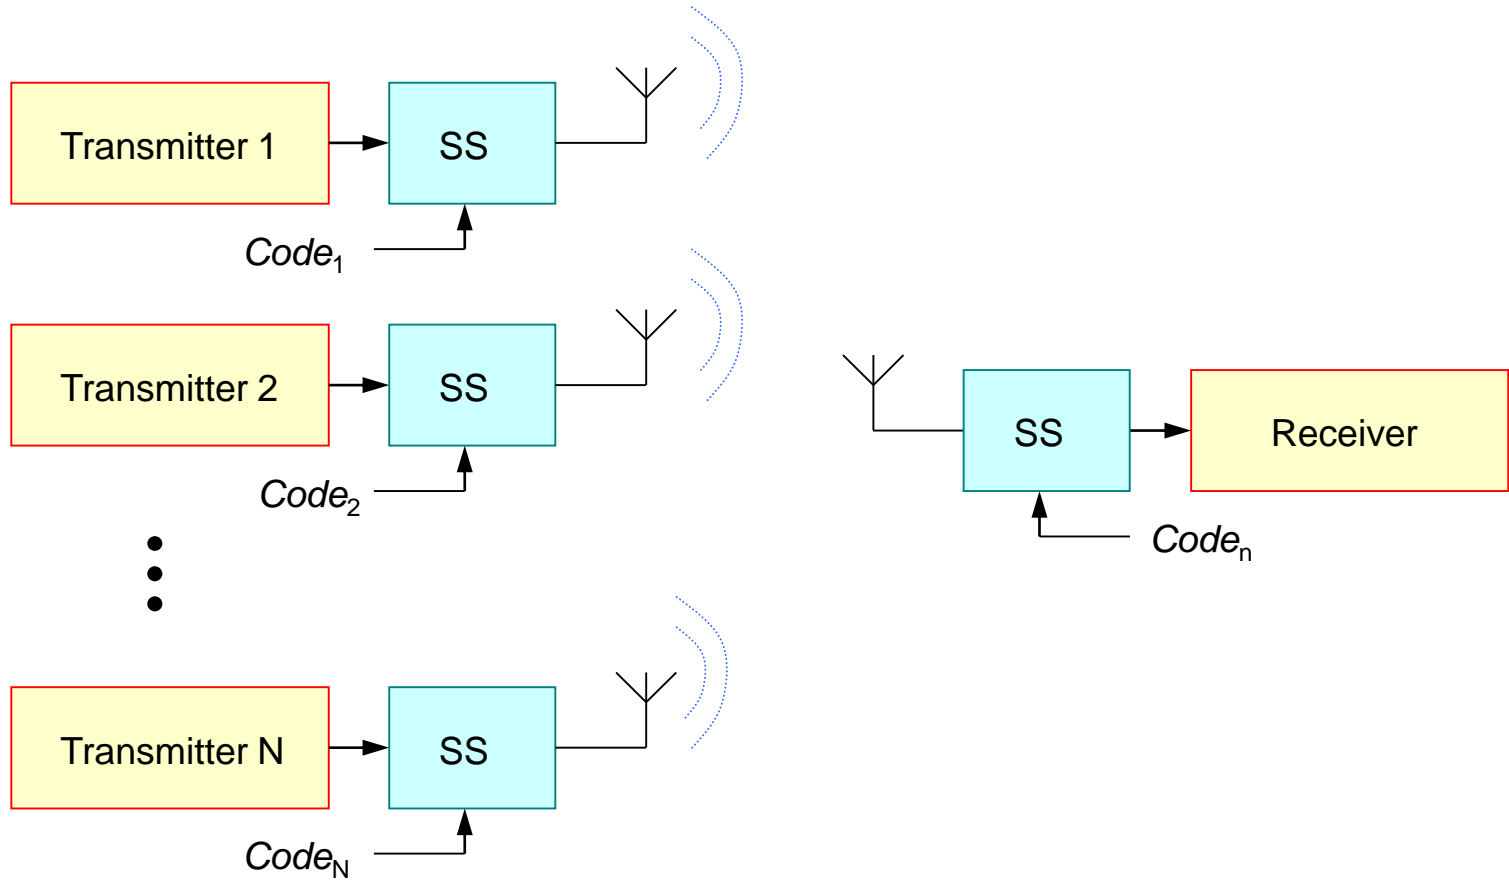 Transmitter 1
SS
Code1
Transmitter 2
SS
Code2
SS
Receiver
Coden
Transmitter N
SS
CodeN